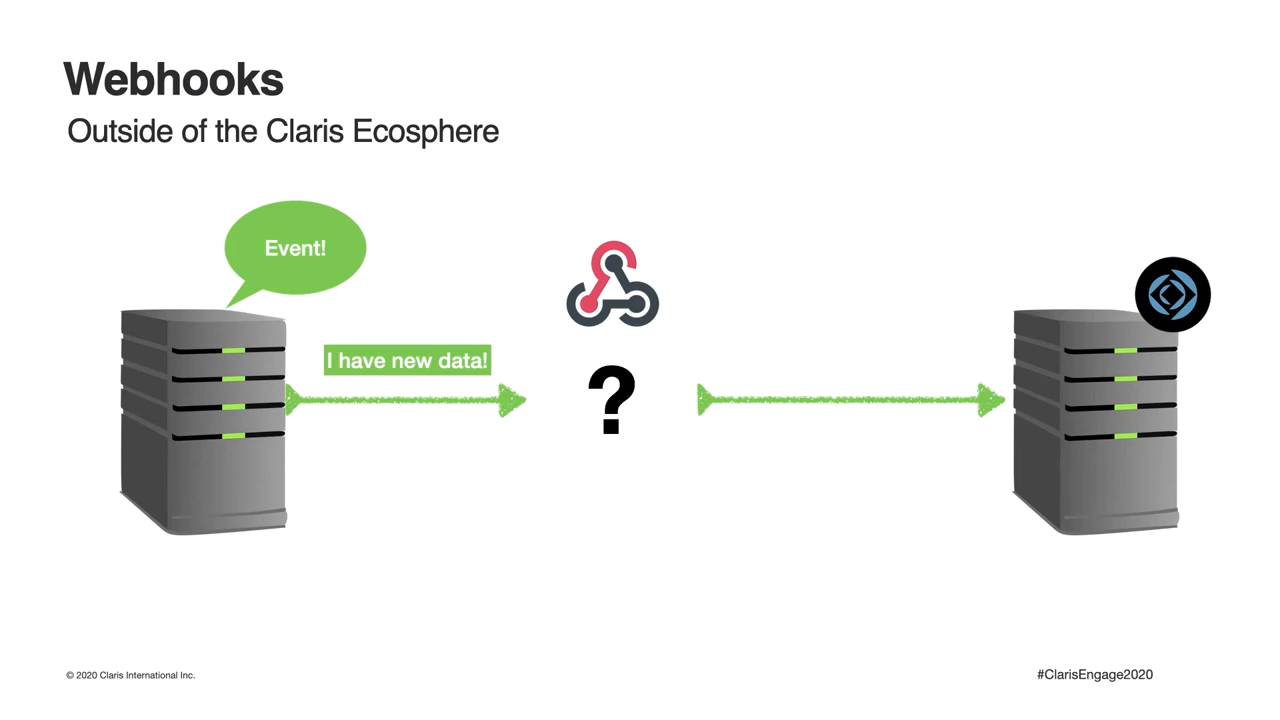 Webhooks
Outside of the Claris Ecosphere
Event!
I have new data!
?
© 2020 Claris International Inc.
#ClarisEngage2020